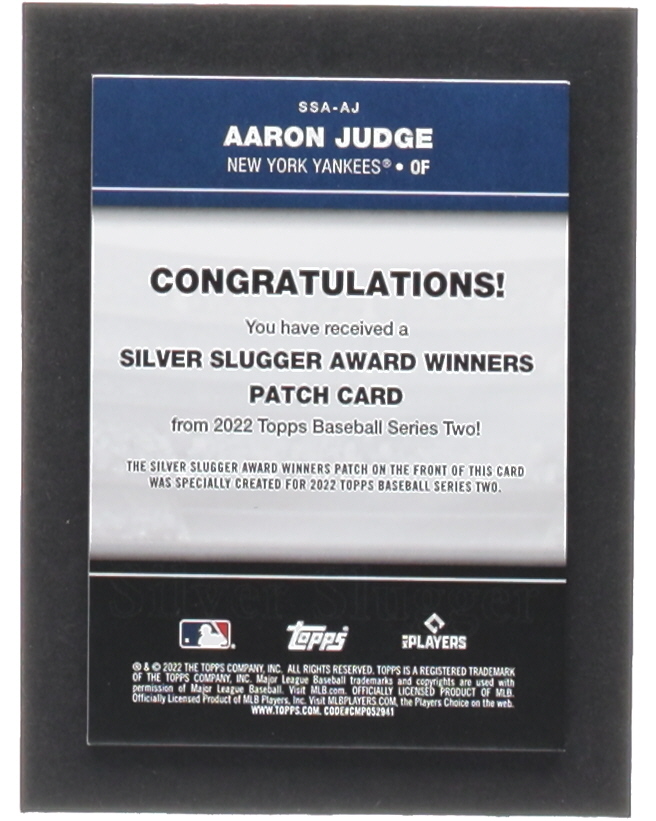 SSA-AJ
AARON JUDGE
NEW YORK YANKEES® • OF
CONGRATULATIONS!
You have received a
SILVER SLUGGER AWARD WINNERS
PATCH CARD
from 2022 Topps Baseball Series Two!
THE SILVER SLUGGER AWARD WINNERS PATCH ON THE FRONT OF THIS CARD
WAS SPECIALLY CREATED FOR 2022 TOPPS BASEBALL SERIES TWO.
Silver Slugger
Topps MLB PLAYERS
® & © 2022 THE TOPPS COMPANY, INC. ALL RIGHTS RESERVED. TOPPS IS A REGISTERED TRADEMARK
OF THE TOPPS COMPANY, INC. Major League Baseball trademarks and copyrights are used with
permission of Major League Baseball. Visit MLB.com. OFFICIALLY LICENSED PRODUCT OF MLB.
Officially Licensed Product of MLB Players, Inc. Visit MLBPLAYERS.COM, the Players Choice on the web.
WWW.TOPPS.COM. CODE#CMP052941